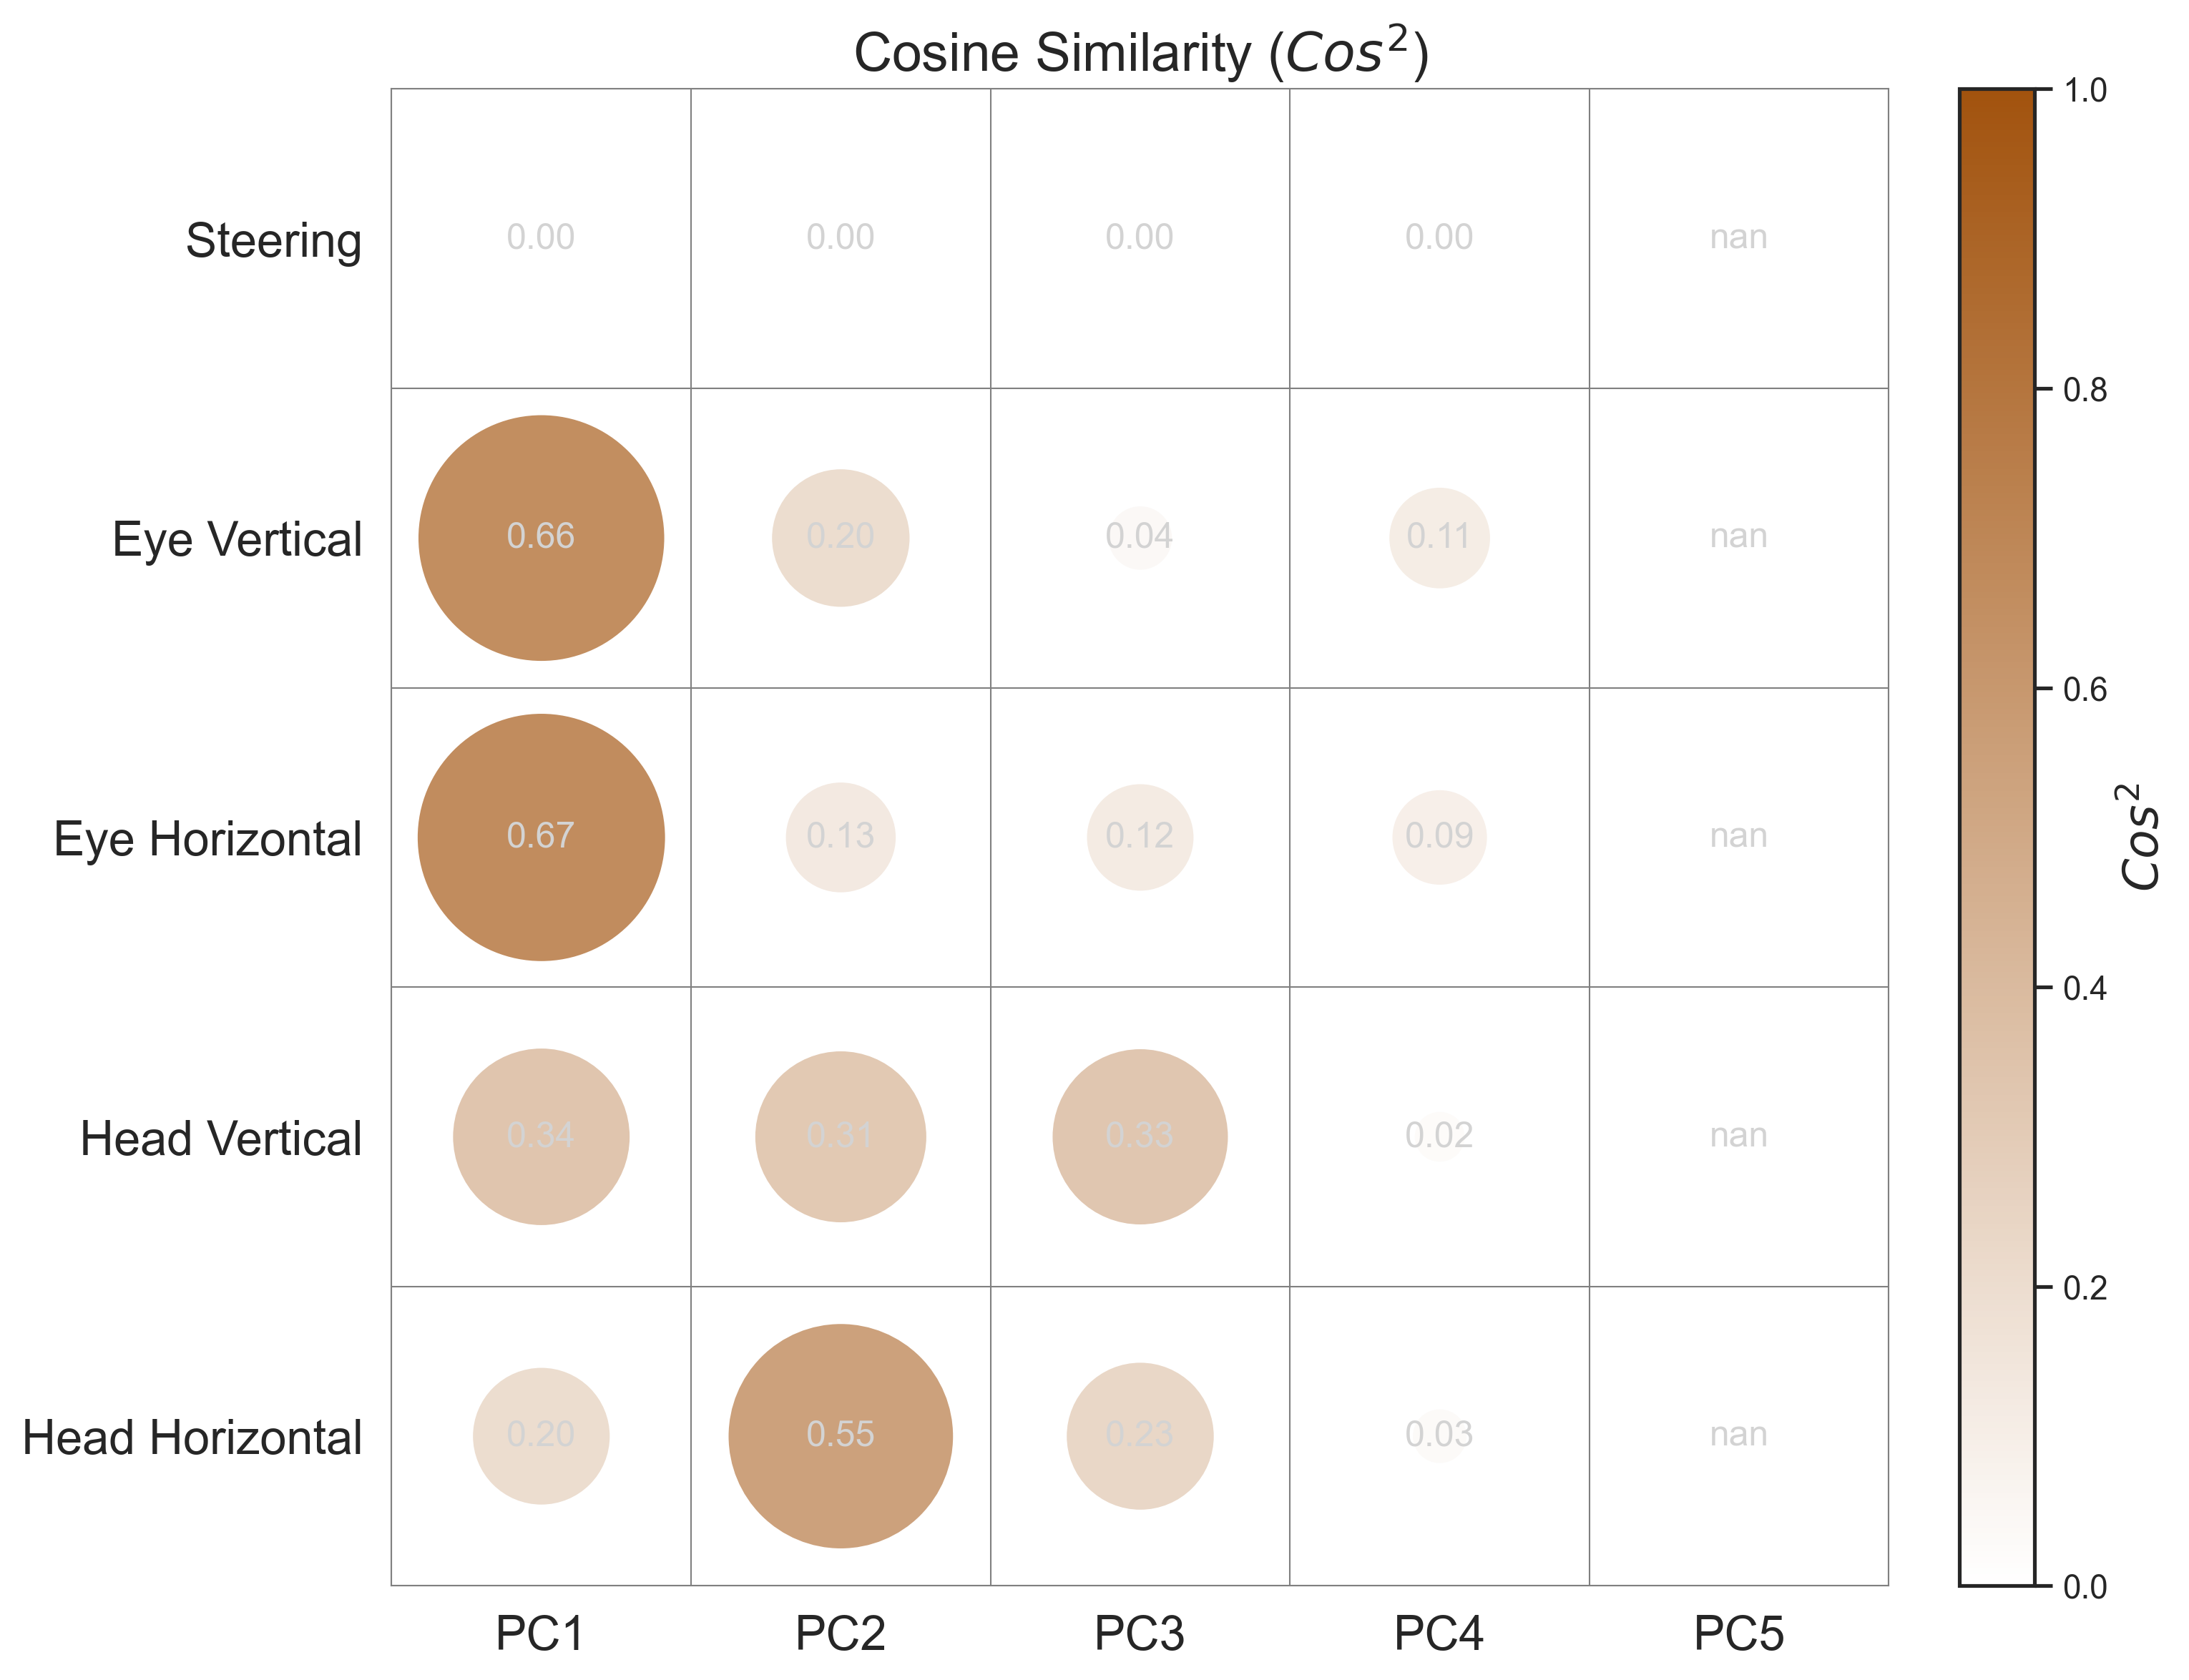 Cosine Similarity (Cos²)
Steering 0.00 0.00 0.00 0.00 nan
Eye Vertical 0.66 0.20 0.04 0.11 nan
Eye Horizontal 0.67 0.13 0.12 0.09 nan
Head Vertical 0.34 0.31 0.33 0.02 nan
Head Horizontal 0.20 0.55 0.23 0.03 nan
PC1 PC2 PC3 PC4 PC5
1.0
0.8
0.6
0.4
0.2
0.0
Cos²